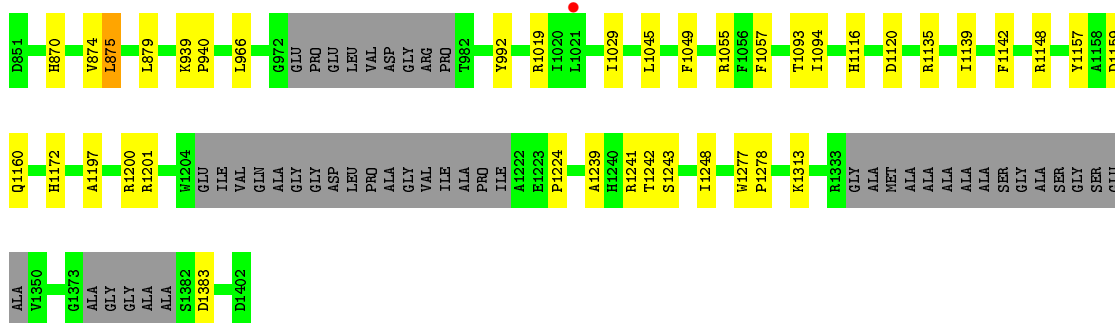 D851 H870 V874 L875 L879 K939 P940 L966 G972 GLU PRO GLU LEU VAL ASP GLY ARG PRO T982 Y992 R1019 I1020 L1021 I1029 L1045 F1049 R1055 F1056 F1057 T1093 I1094 H1116 D1120 R1135 I1139 F1142 R1148 Y1157 A1158 D1159
Q1160 H1172 A1197 R1200 R1201 W1204 GLU ILE VAL GLN ALA GLY GLY ASP LEU PRO ALA GLY VAL ILE ALA PRO ILE A1222 E1223 P1224 A1239 H1240 R1241 T1242 S1243 I1248 W1277 P1278 K1313 R1333 GLY ALA MET ALA ALA ALA ALA ALA SER GLY ALA SER GLY SER GLU
ALA V1350 G1373 ALA GLY GLY ALA ALA S1382 D1383 D1402